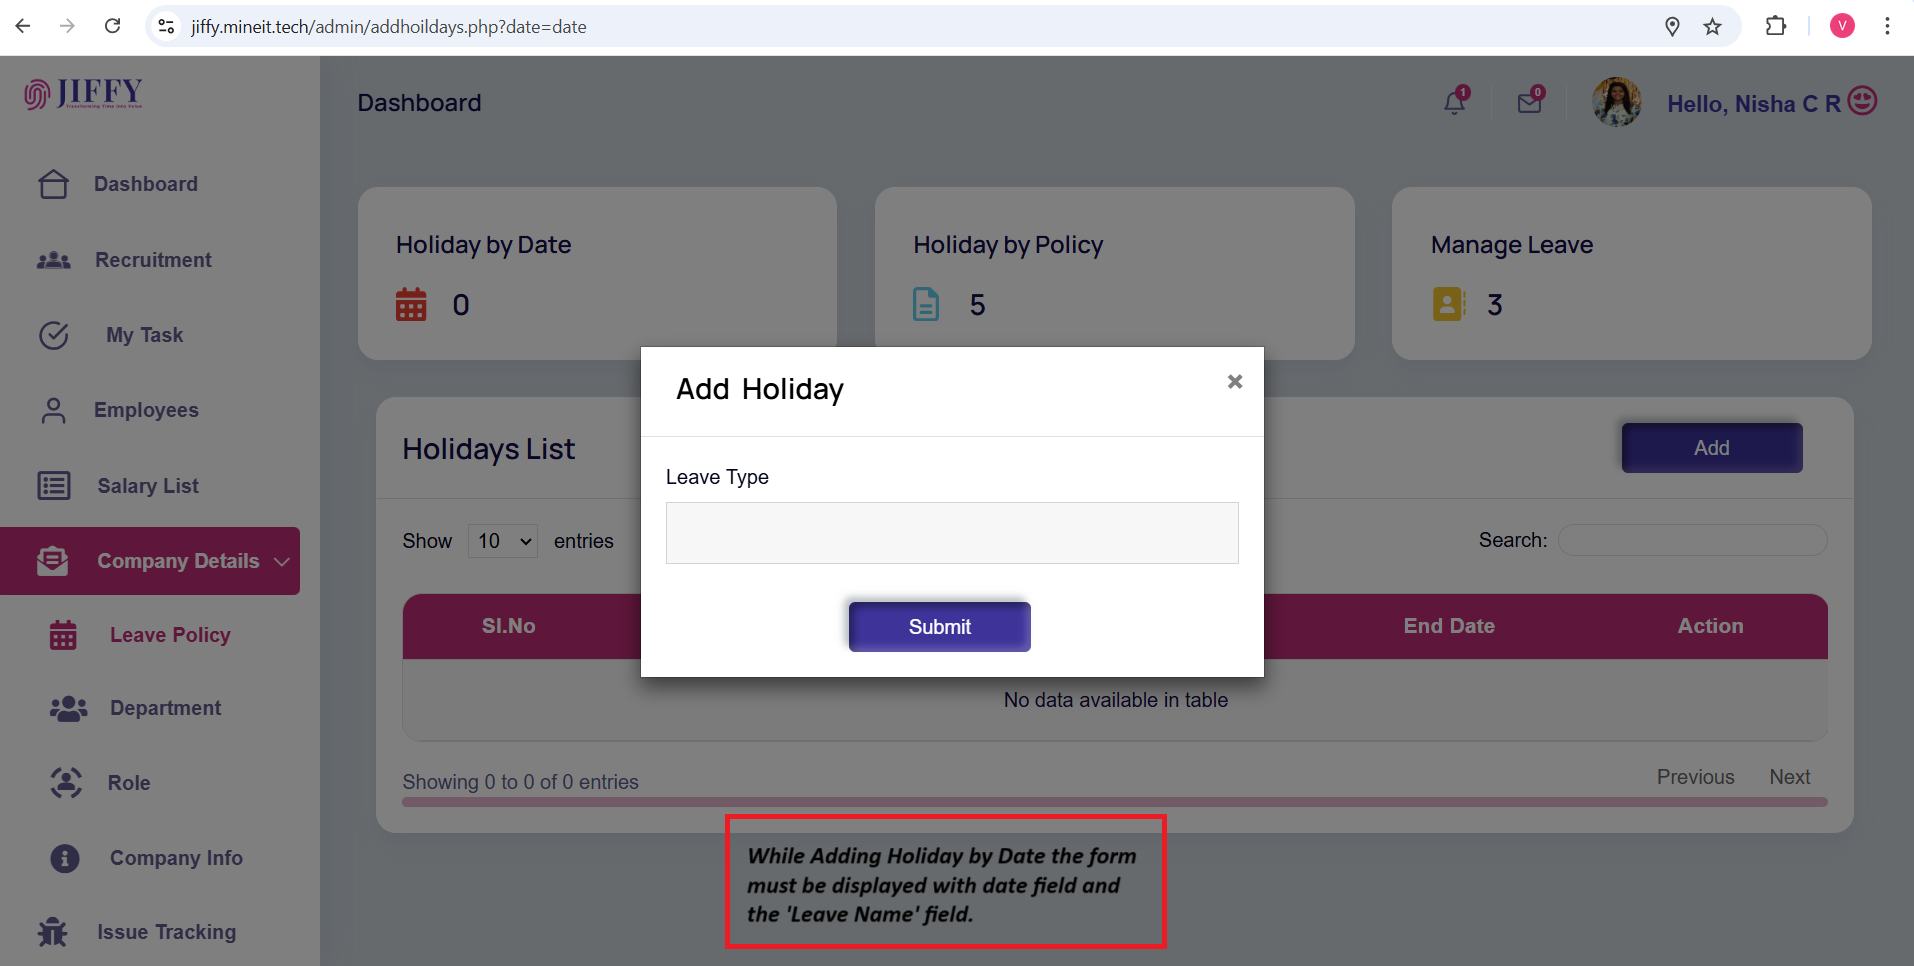 jiffy.mineit.tech/admin/addhoildays.php?date=date
V
JIFFY
Transforming Time Into Value
Dashboard
1
0
Hello, Nisha C R
Dashboard
Recruitment
My Task
Employees
Salary List
Company Details
Leave Policy
Department
Role
Company Info
Issue Tracking
Holiday by Date
0
Holiday by Policy
5
Manage Leave
3
Add Holiday
×
Leave Type
Submit
Holidays List
Add
Show 10 entries
Search:
Sl.No
End Date
Action
No data available in table
Showing 0 to 0 of 0 entries
Previous
Next
While Adding Holiday by Date the form
must be displayed with date field and
the 'Leave Name' field.